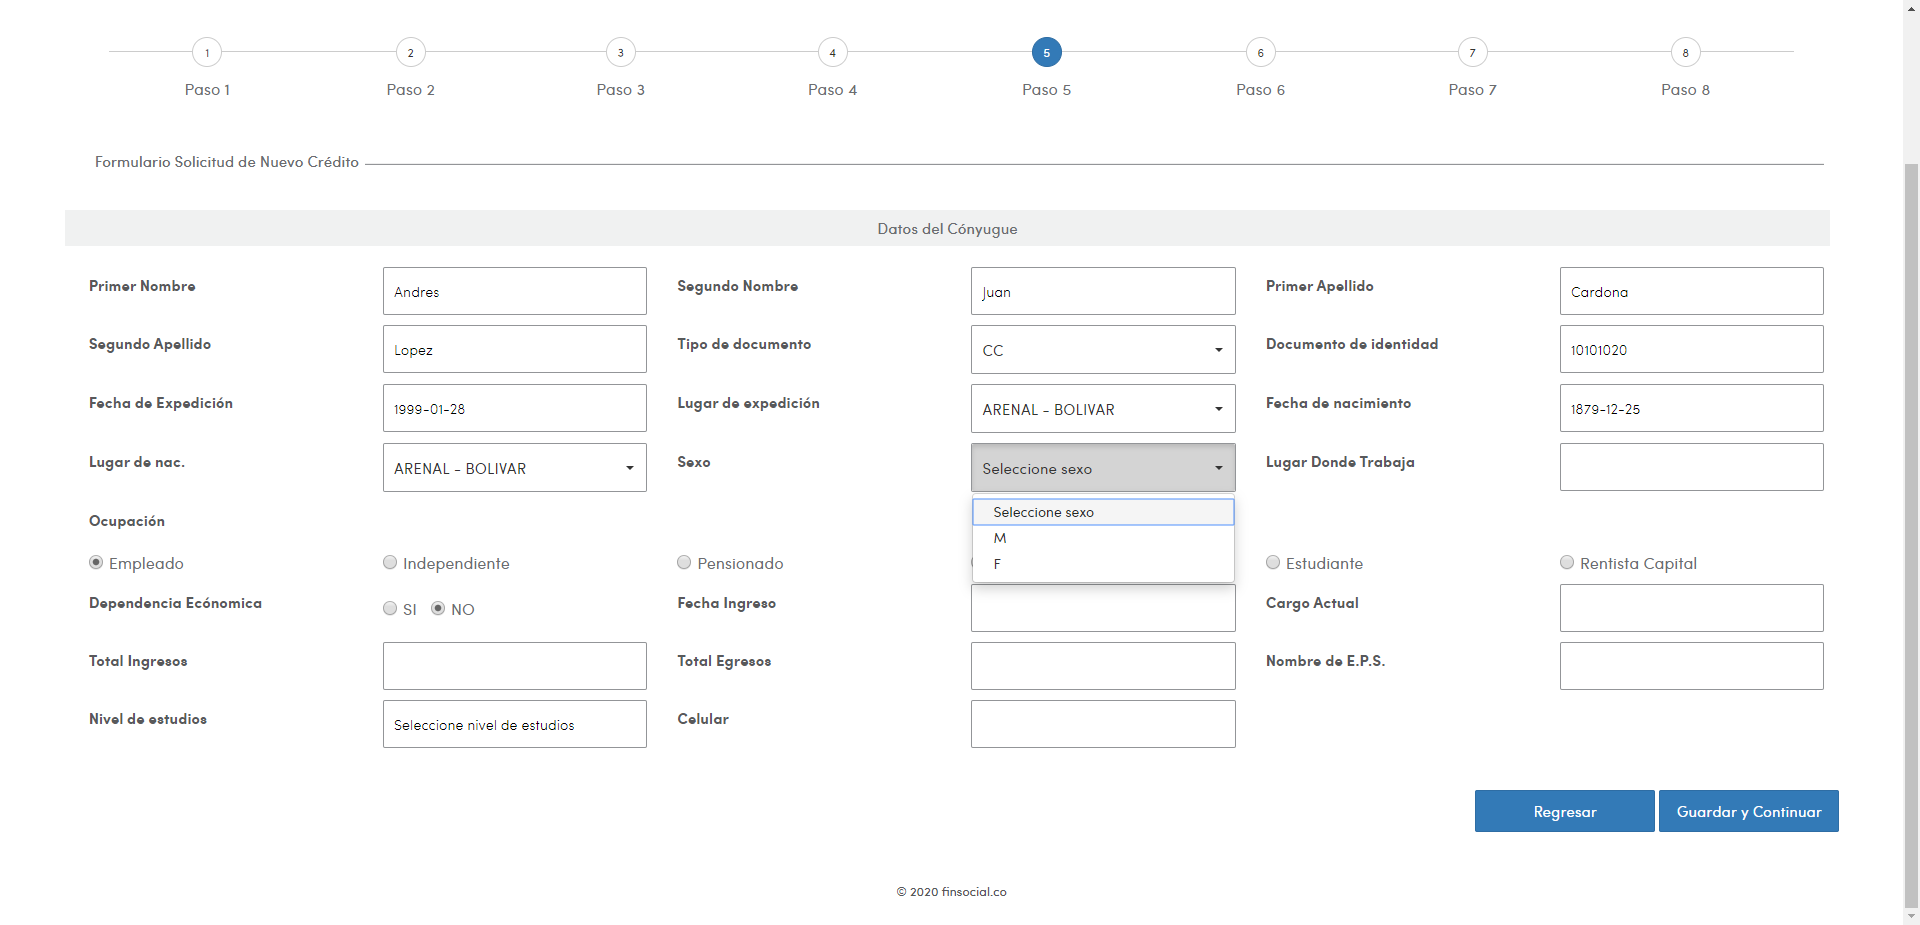 1 2 3 4 5 6 7 8
Paso 1 Paso 2 Paso 3 Paso 4 Paso 5 Paso 6 Paso 7 Paso 8
Formulario Solicitud de Nuevo Crédito
Datos del Cónyugue
Primer Nombre Andres Segundo Nombre Juan Primer Apellido Cardona
Segundo Apellido Lopez Tipo de documento CC Documento de identidad 10101020
Fecha de Expedición 1999-01-28 Lugar de expedición ARENAL - BOLIVAR Fecha de nacimiento 1879-12-25
Lugar de nac. ARENAL - BOLIVAR Sexo Seleccione sexo Lugar Donde Trabaja
Seleccione sexo
Ocupación
M
Empleado Independiente Pensionado F Estudiante Rentista Capital
Dependencia Ecónomica SI NO Fecha Ingreso Cargo Actual
Total Ingresos Total Egresos Nombre de E.P.S.
Nivel de estudios Seleccione nivel de estudios Celular
Regresar Guardar y Continuar
© 2020 finsocial.co